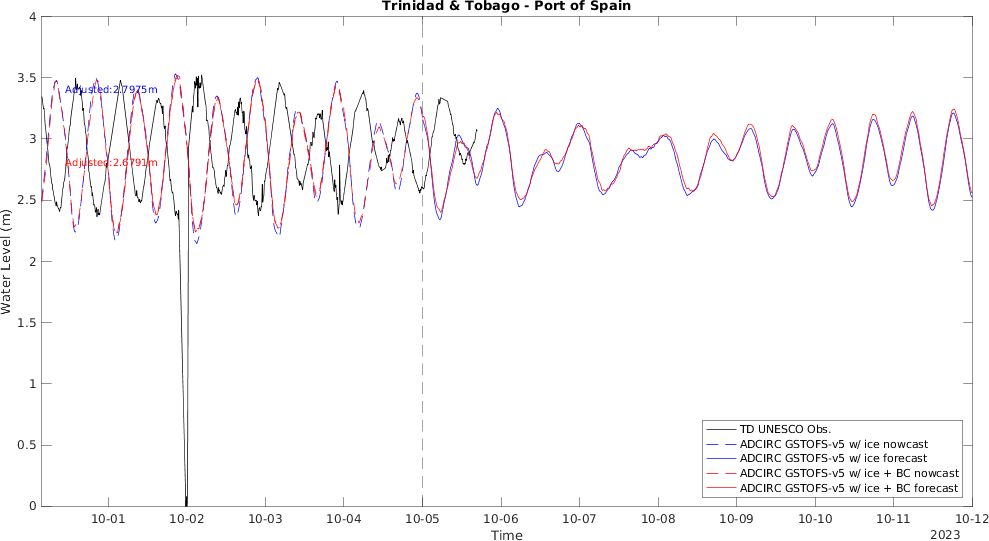 Trinidad & Tobago - Port of Spain
4
3.5
3
2.5
2
1.5
1
0.5
0
Water Level (m)
Adjusted:2.7975m
Adjusted:2.6791m
10-01 10-02 10-03 10-04 10-05 10-06 10-07 10-08 10-09 10-10 10-11 10-12
2023
Time
TD UNESCO Obs.
ADCIRC GSTOFS-v5 w/ ice nowcast
ADCIRC GSTOFS-v5 w/ ice forecast
ADCIRC GSTOFS-v5 w/ ice + BC nowcast
ADCIRC GSTOFS-v5 w/ ice + BC forecast